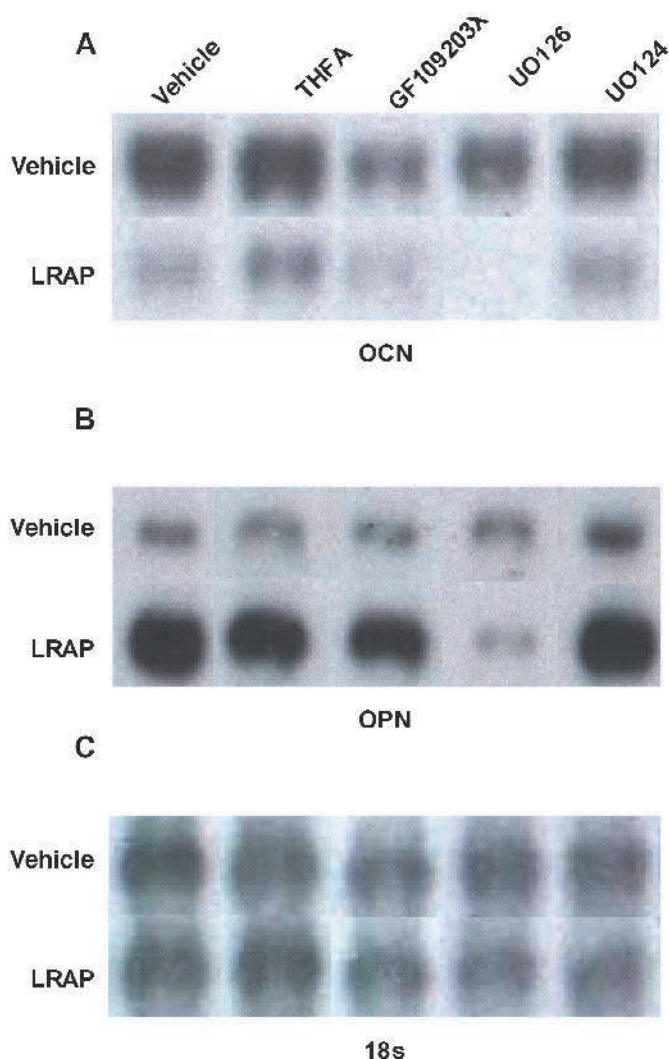 A
Vehicle THFA GF109203X UO126 UO124
Vehicle
LRAP
OCN
B
Vehicle
LRAP
OPN
C
Vehicle
LRAP
18s